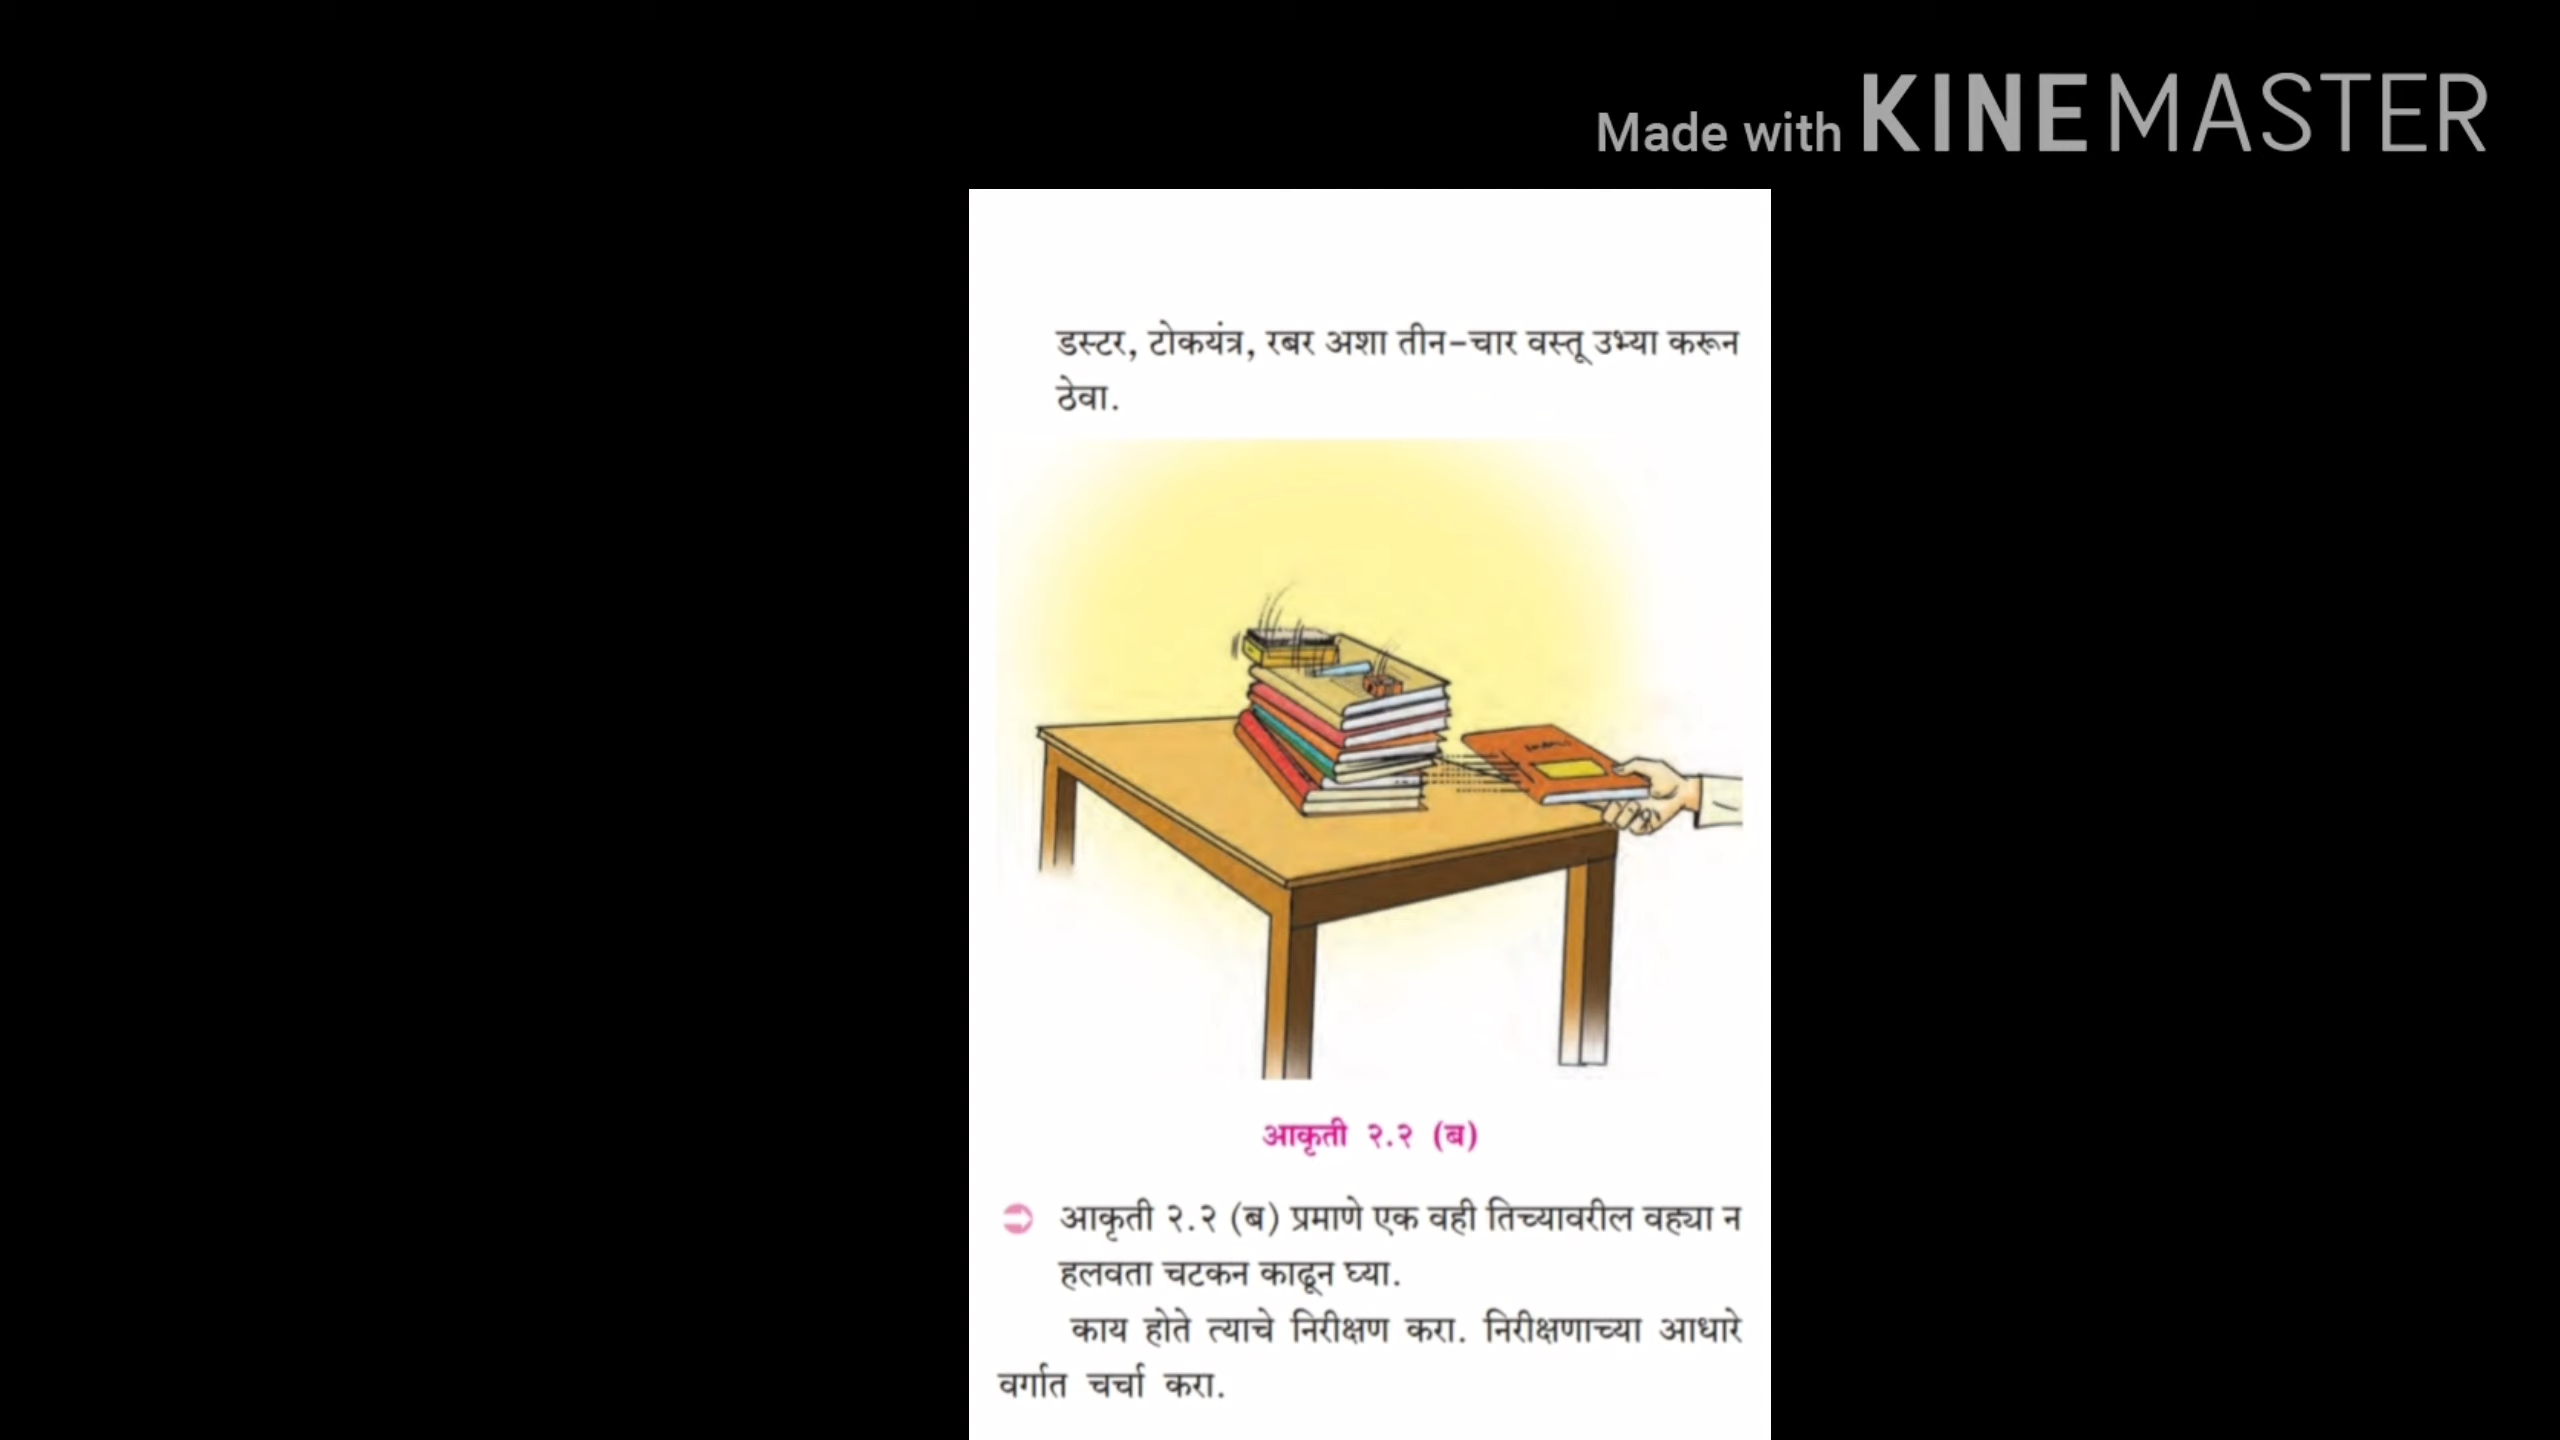 Made with KINEMASTER
डस्टर, टोकयंत्र, रबर अशा तीन-चार वस्तू उभ्या करून
ठेवा.
आकृती २.२ (ब)
आकृती २.२ (ब) प्रमाणे एक वही तिच्यावरील वह्या न
हलवता चटकन काढून घ्या.
काय होते त्याचे निरीक्षण करा. निरीक्षणाच्या आधारे
वर्गात चर्चा करा.